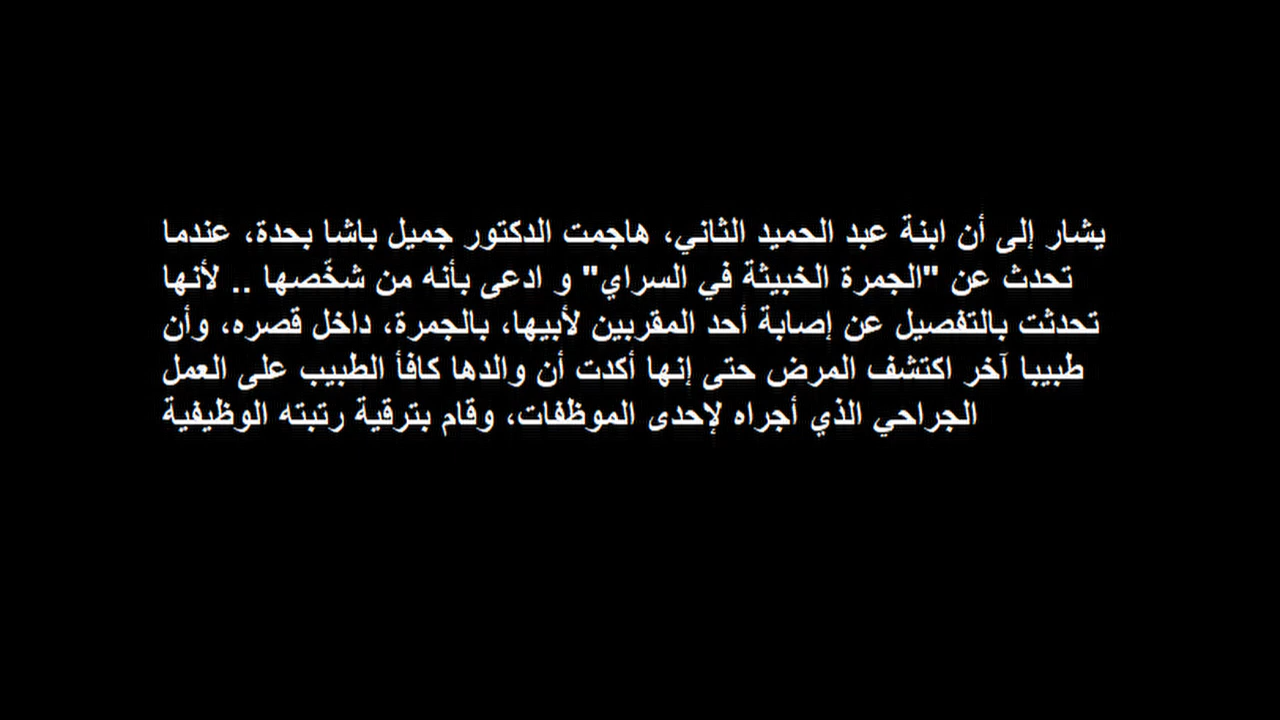 يشار إلى أن ابنة عبد الحميد الثاني، هاجمت الدكتور جميل باشا بحدة، عندما
تحدث عن "الجمرة الخبيثة في السراي" و ادعى بأنه من شخّصها .. لأنها
تحدثت بالتفصيل عن إصابة أحد المقربين لأبيها، بالجمرة، داخل قصره، وأن
طبيبا آخر اكتشف المرض حتى إنها أكدت أن والدها كافأ الطبيب على العمل
الجراحي الذي أجراه لإحدى الموظفات، وقام بترقية رتبته الوظيفية